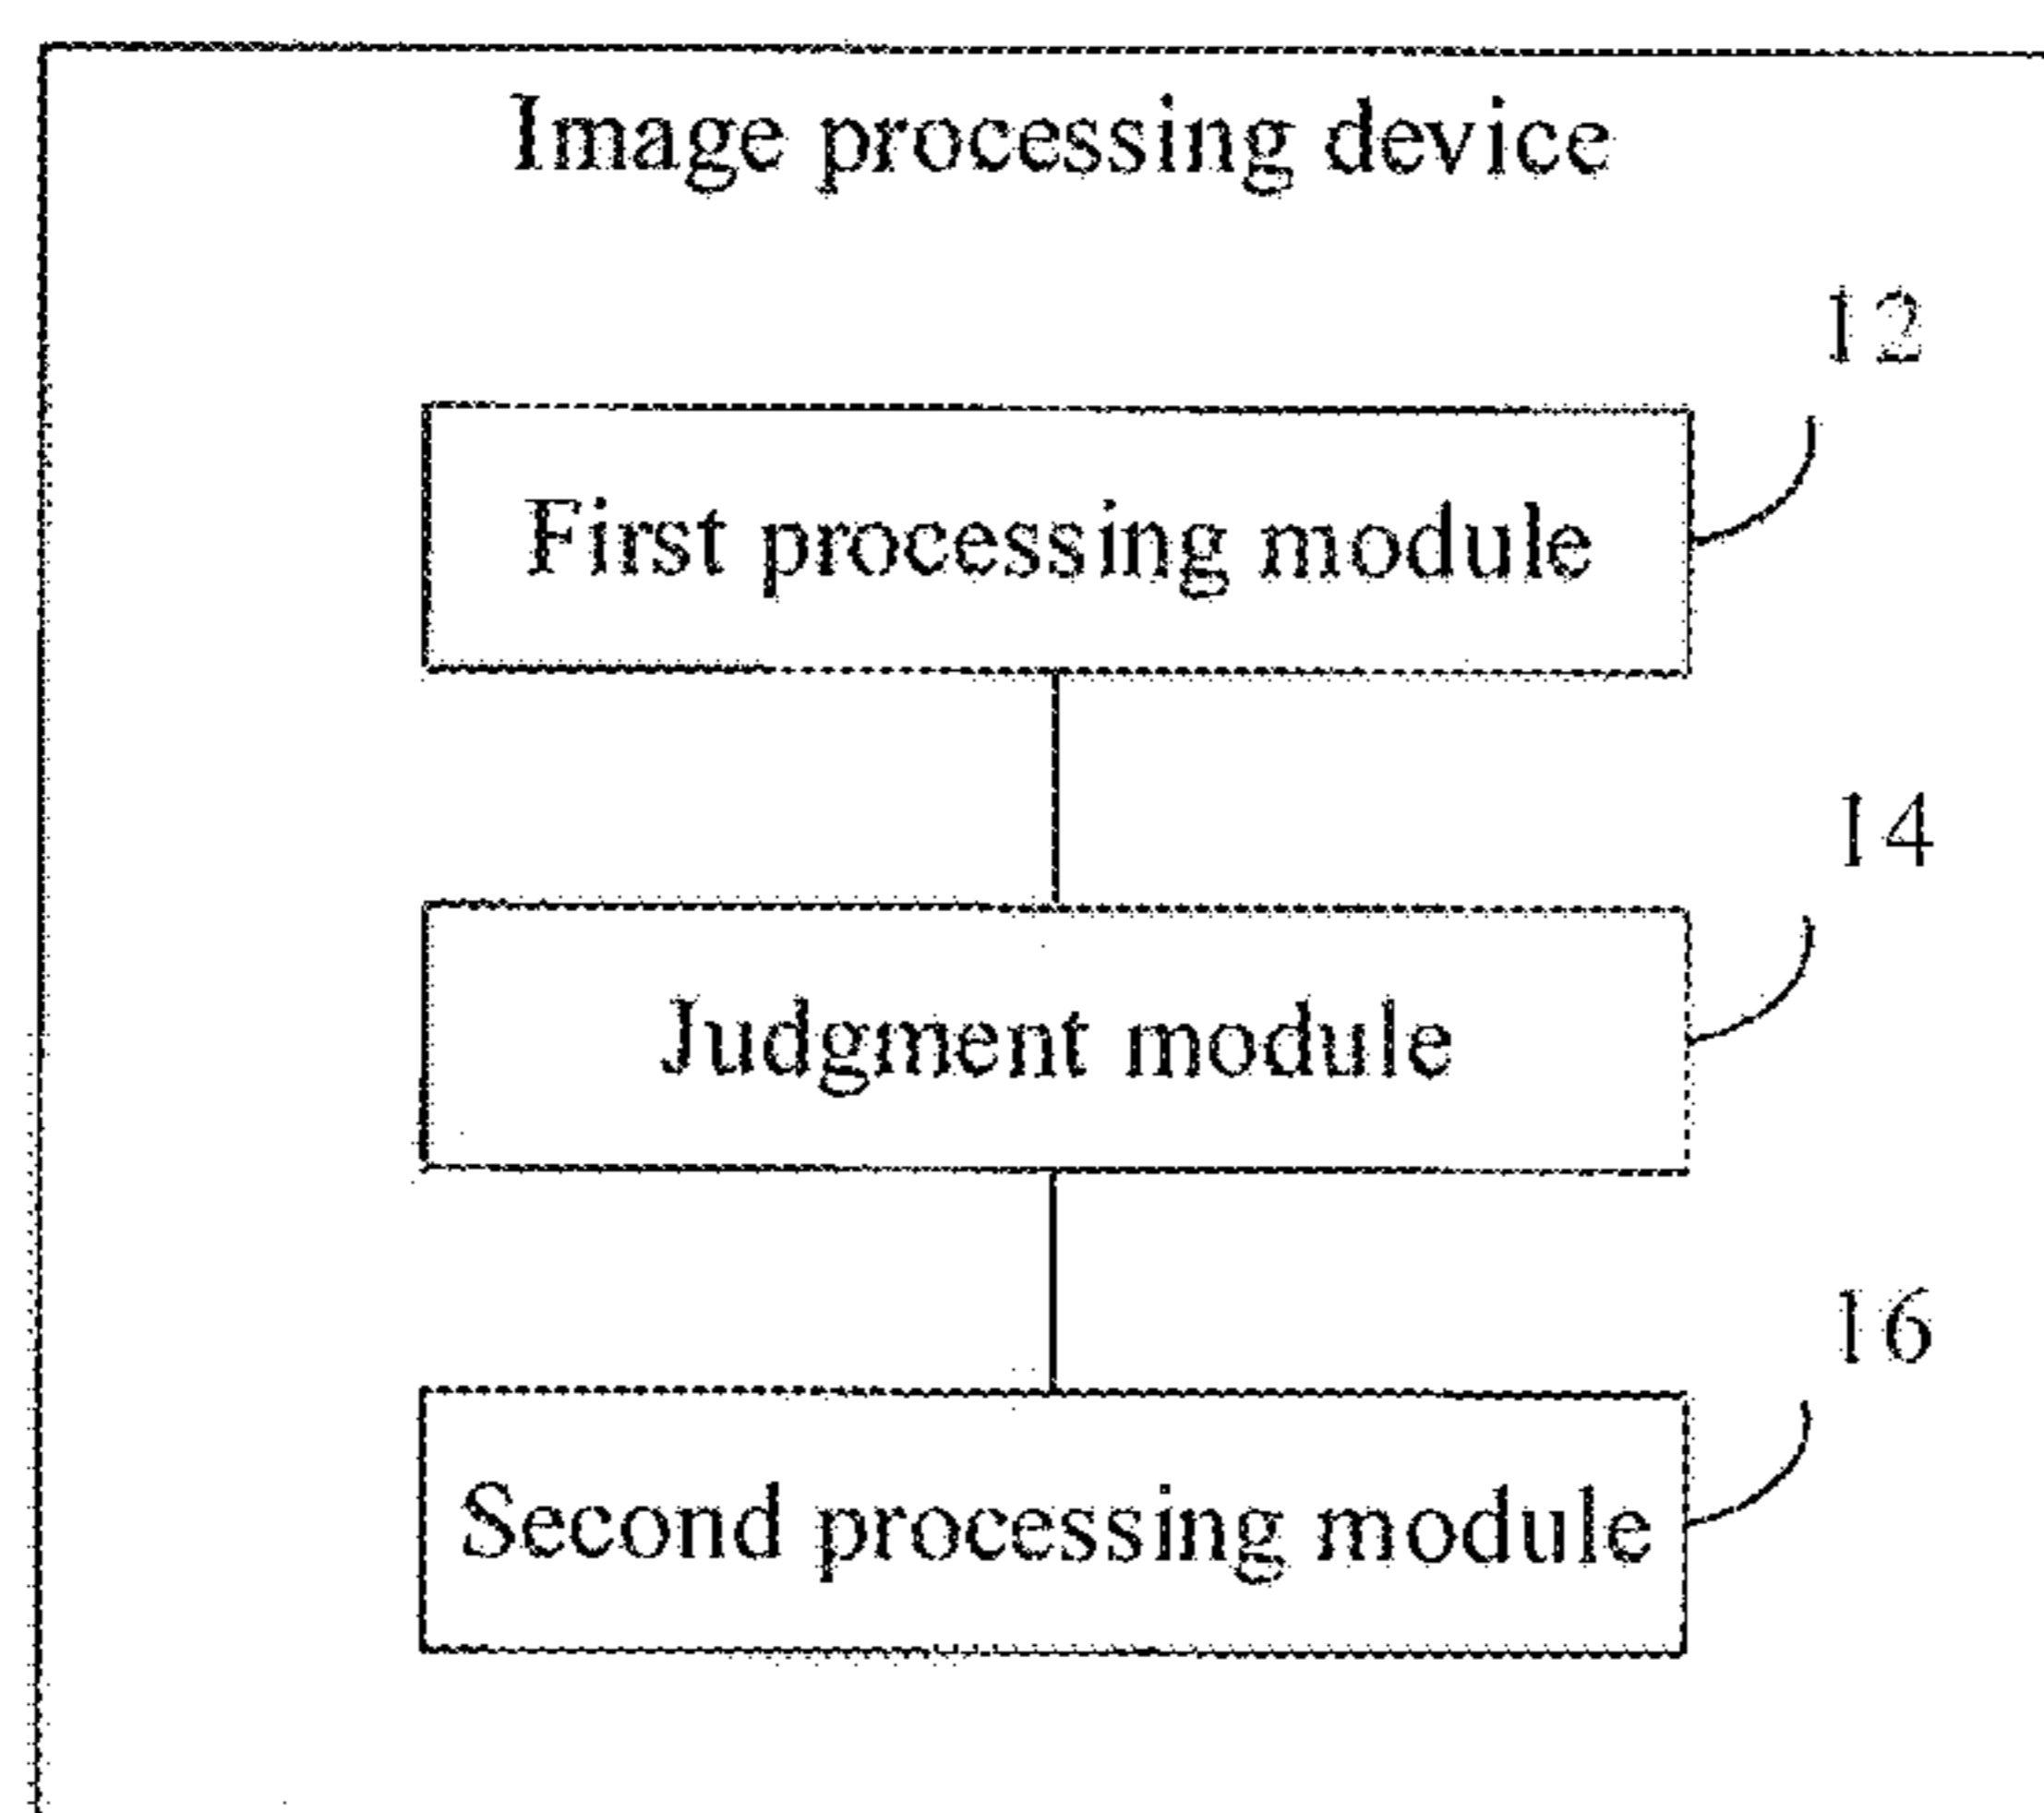 Image processing device
12
First processing module
14
Judgment module
16
Second processing module